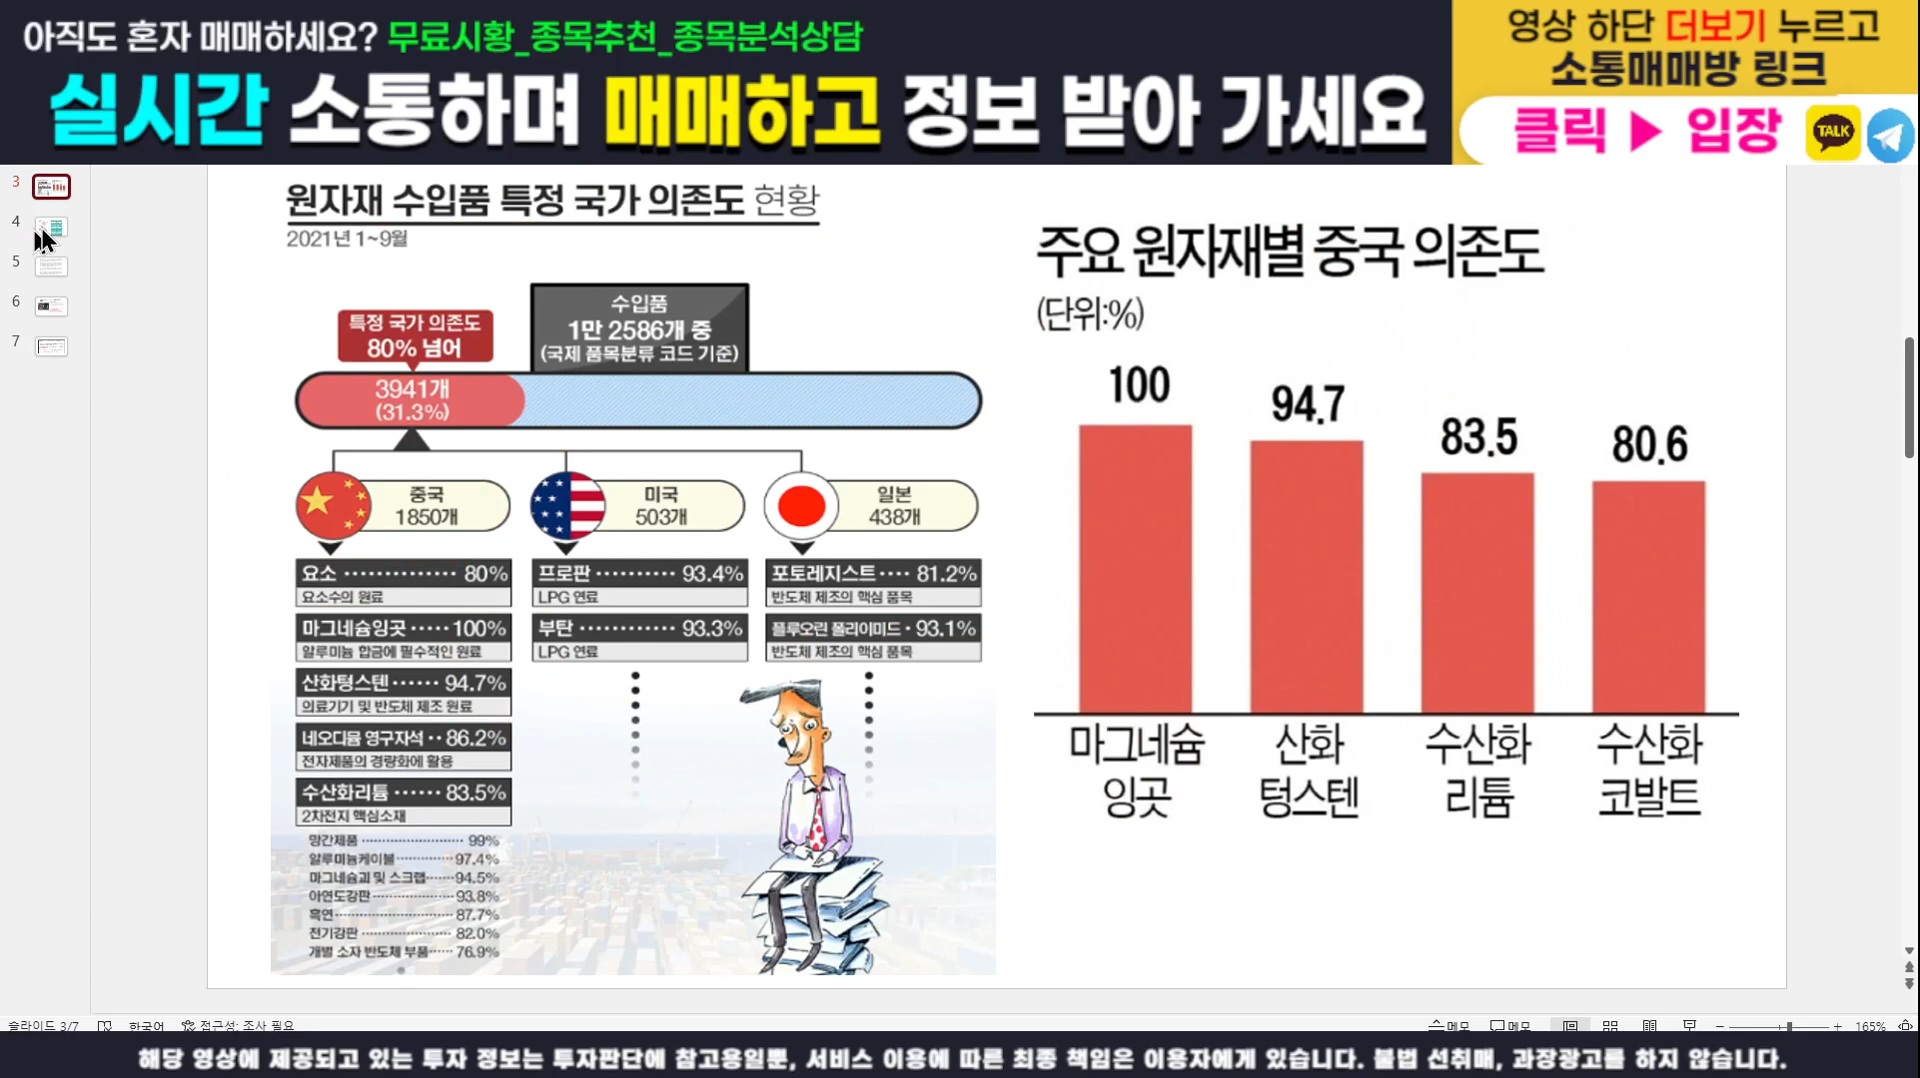 아직도 혼자 매매하세요? 무료시황_종목추천_종목분석상담
실시간 소통하며 매매하고 정보 받아 가세요
영상 하단 더보기 누르고
소통매매방 링크
클릭 ▶ 입장
TALK
3
4
5
6
7
원자재 수입품 특정 국가 의존도 현황
2021년 1~9월
특정 국가 의존도
80% 넘어
수입품
1만 2586개 중
(국제 품목분류 코드 기준)
3941개
(31.3%)
중국
1850개
미국
503개
일본
438개
요소 ·············· 80%
요소수의 원료
마그네슘잉곳 ····· 100%
알루미늄 합금에 필수적인 원료
산화텅스텐 ······ 94.7%
의료기기 및 반도체 제조 원료
네오디뮴 영구자석 ·· 86.2%
전자제품의 경량화에 활용
수산화리튬 ······ 83.5%
2차전지 핵심소재
망간제품 ······················ 99%
알루미늄케이블 ············ 97.4%
마그네슘괴 및 스크랩 ······ 94.5%
아연도강판 ················· 93.8%
흑연 ························· 87.7%
전기강판 ··················· 82.0%
개별 소자 반도체 부품 ····· 76.9%
프로판 ·········· 93.4%
LPG 연료
부탄 ············ 93.3%
LPG 연료
포토레지스트 ···· 81.2%
반도체 제조의 핵심 품목
플루오린 폴리이미드 · 93.1%
반도체 제조의 핵심 품목
주요 원자재별 중국 의존도
(단위:%)
100
94.7
83.5
80.6
마그네슘
잉곳
산화
텅스텐
수산화
리튬
수산화
코발트
슬라이드 3/7 한국어 접근성: 조사 필요
메모 메모 165%
해당 영상에 제공되고 있는 투자 정보는 투자판단에 참고용일뿐, 서비스 이용에 따른 최종 책임은 이용자에게 있습니다. 불법 선취매, 과장광고를 하지 않습니다.